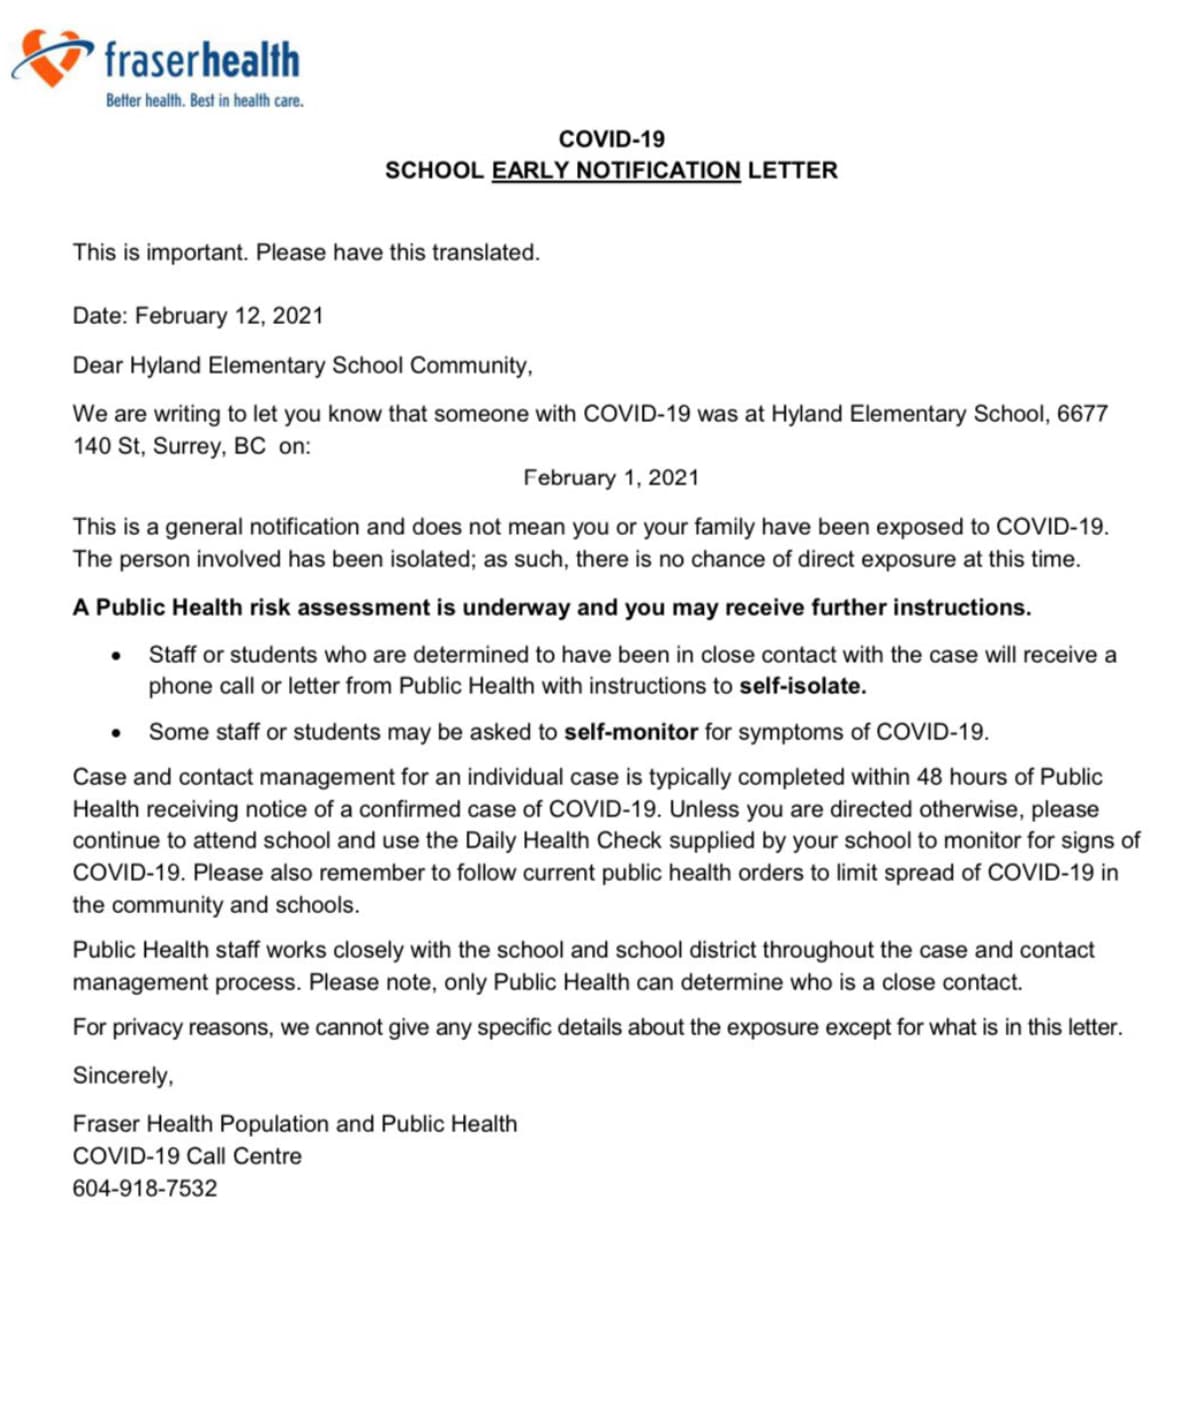 fraserhealth
Better health. Best in health care.
COVID-19
SCHOOL EARLY NOTIFICATION LETTER
This is important. Please have this translated.
Date: February 12, 2021
Dear Hyland Elementary School Community,
We are writing to let you know that someone with COVID-19 was at Hyland Elementary School, 6677
140 St, Surrey, BC  on:
February 1, 2021
This is a general notification and does not mean you or your family have been exposed to COVID-19.
The person involved has been isolated; as such, there is no chance of direct exposure at this time.
A Public Health risk assessment is underway and you may receive further instructions.
• Staff or students who are determined to have been in close contact with the case will receive a
phone call or letter from Public Health with instructions to self-isolate.
• Some staff or students may be asked to self-monitor for symptoms of COVID-19.
Case and contact management for an individual case is typically completed within 48 hours of Public
Health receiving notice of a confirmed case of COVID-19. Unless you are directed otherwise, please
continue to attend school and use the Daily Health Check supplied by your school to monitor for signs of
COVID-19. Please also remember to follow current public health orders to limit spread of COVID-19 in
the community and schools.
Public Health staff works closely with the school and school district throughout the case and contact
management process. Please note, only Public Health can determine who is a close contact.
For privacy reasons, we cannot give any specific details about the exposure except for what is in this letter.
Sincerely,
Fraser Health Population and Public Health
COVID-19 Call Centre
604-918-7532